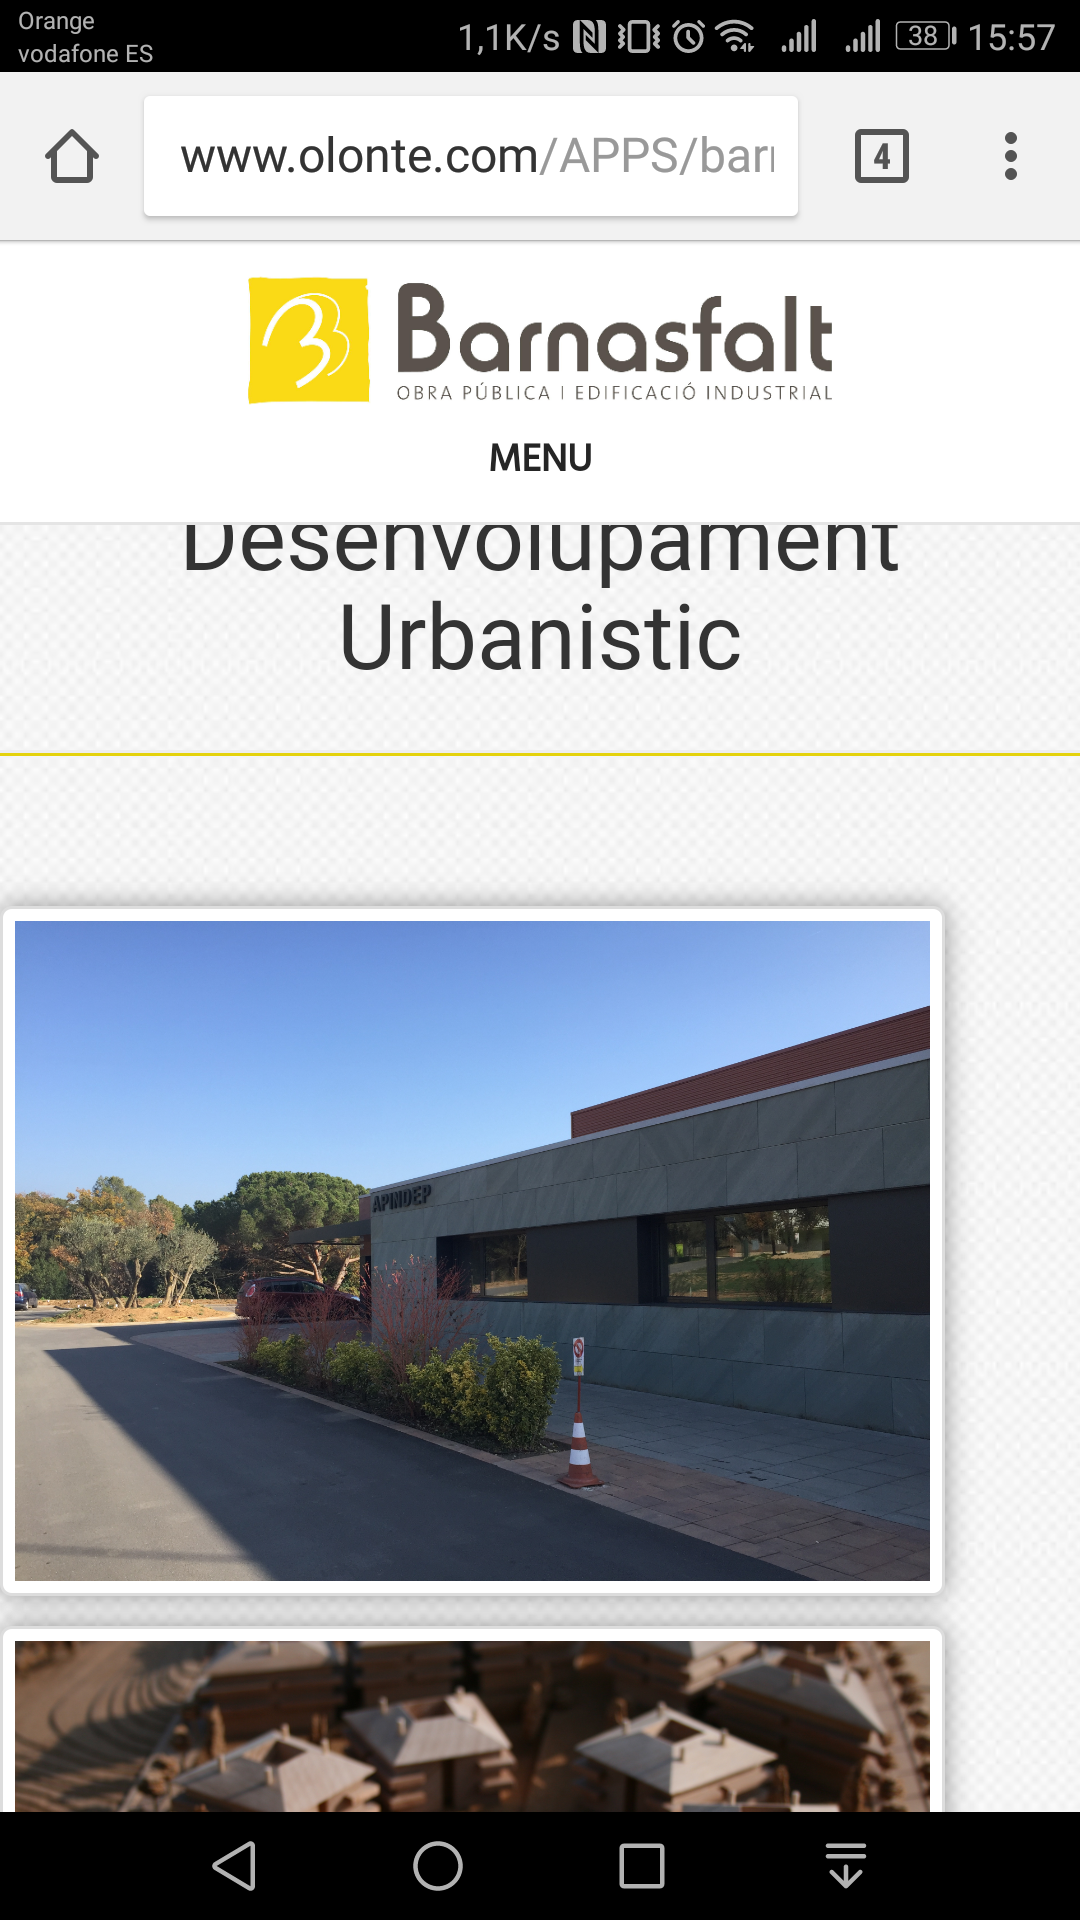 Orange
vodafone ES
1,1K/s 38 15:57
www.olonte.com/APPS/bar
4
Barnasfalt
OBRA PÚBLICA I EDIFICACIÓ INDUSTRIAL
MENU
Desenvolupament
Urbanistic
APINDEP